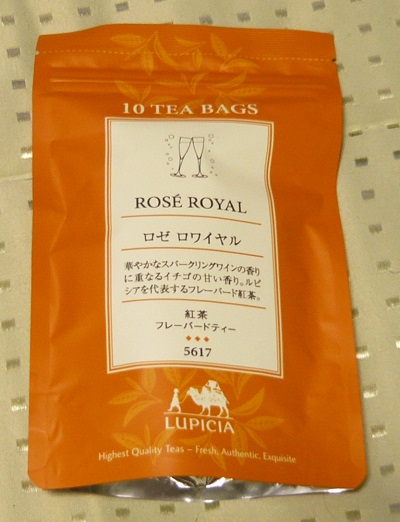 10 TEA BAGS
ROSÉ ROYAL
ロゼ ロワイヤル
華やかなスパークリングワインの香り
に重なるイチゴの甘い香り。ルピ
シアを代表するフレーバード紅茶。
紅茶
フレーバードティー
5617
LUPICIA
Highest Quality Teas – Fresh, Authentic, Exquisite